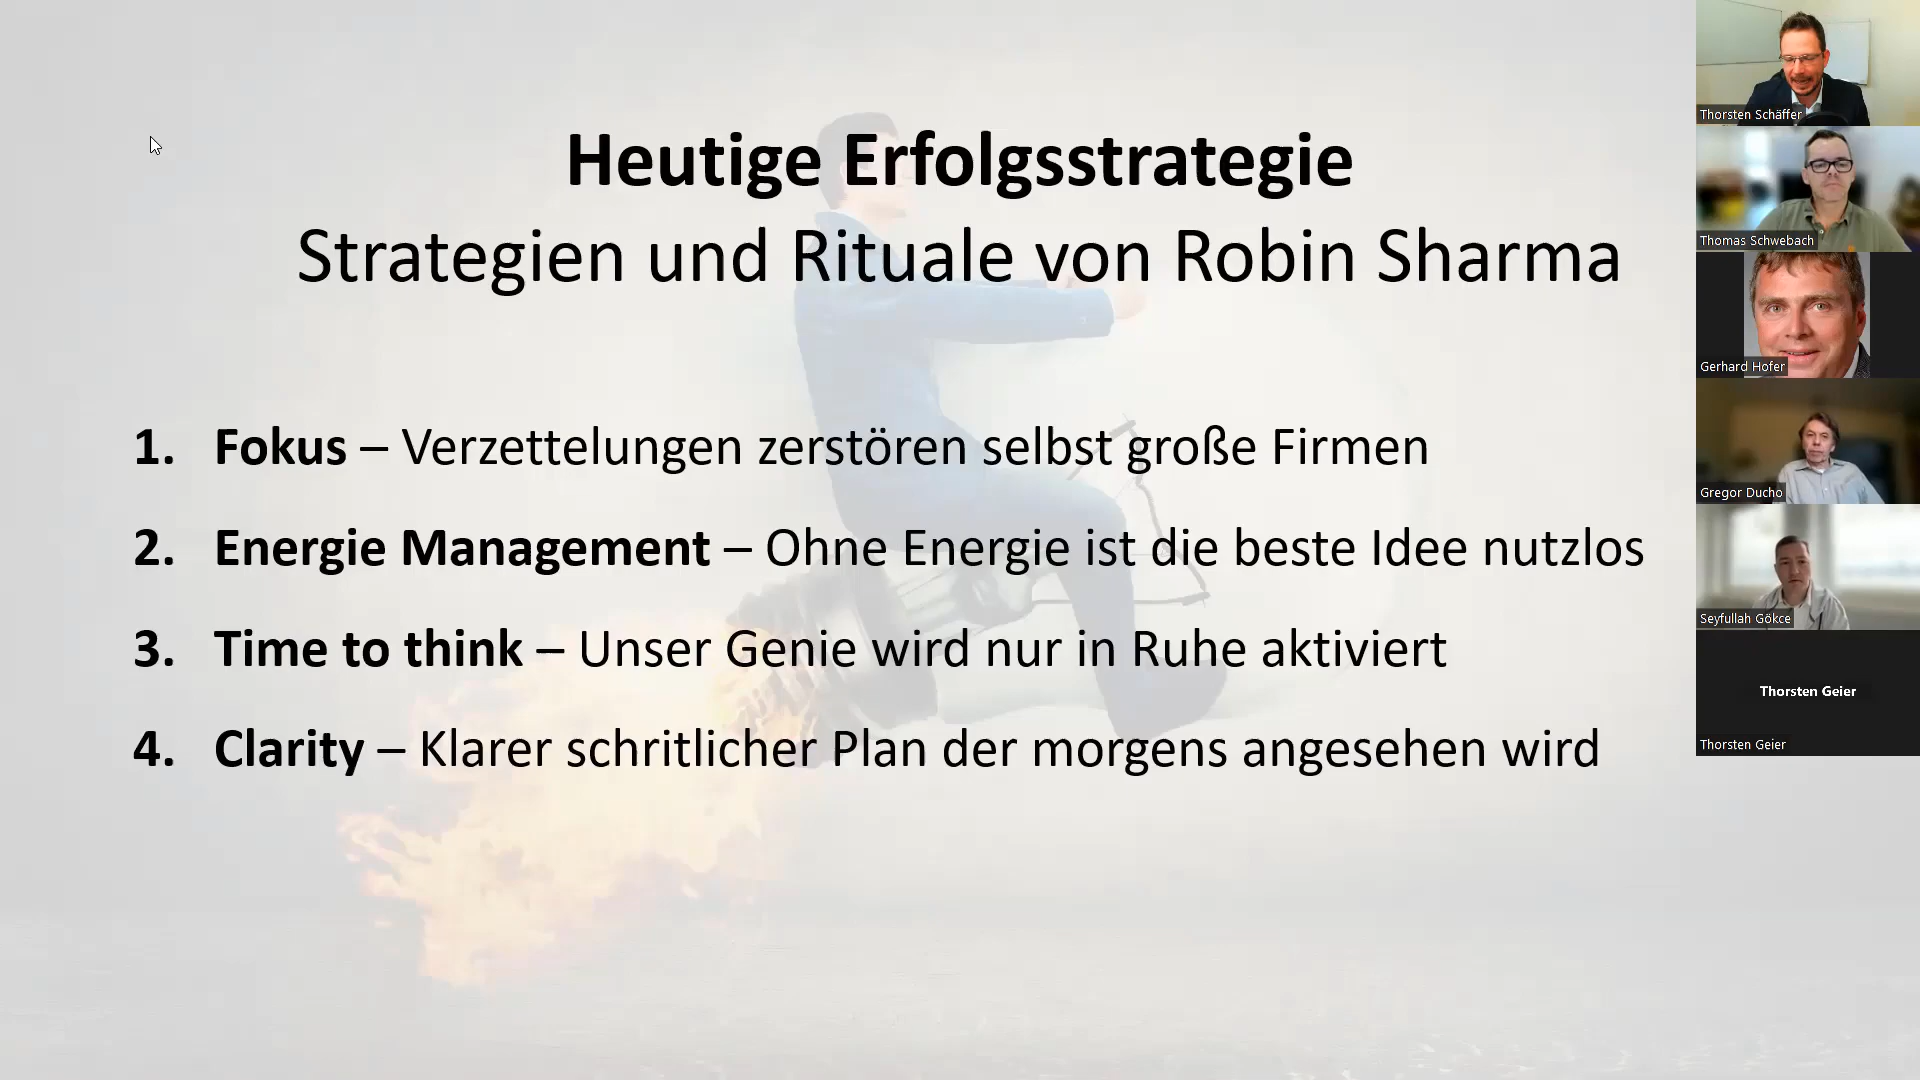 Heutige Erfolgsstrategie
Strategien und Rituale von Robin Sharma
1. Fokus – Verzettelungen zerstören selbst große Firmen
2. Energie Management – Ohne Energie ist die beste Idee nutzlos
3. Time to think – Unser Genie wird nur in Ruhe aktiviert
4. Clarity – Klarer schritlicher Plan der morgens angesehen wird
Thorsten Schäffer
Thomas Schwebach
Gerhard Hofer
Gregor Ducho
Seyfullah Gökce
Thorsten Geier
Thorsten Geier